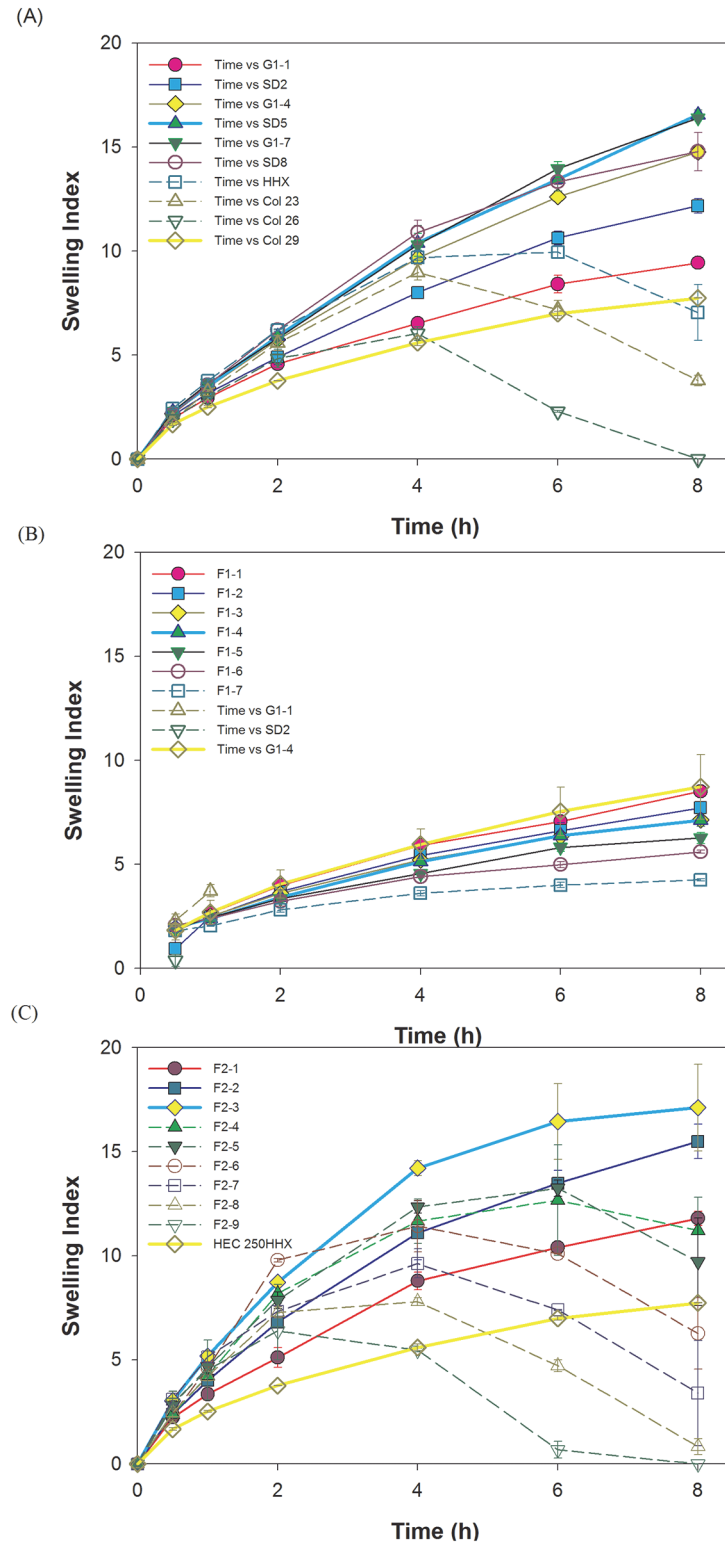 (A)
20
15
10
5
0
Swelling Index
Time vs G1-1
Time vs SD2
Time vs G1-4
Time vs SD5
Time vs G1-7
Time vs SD8
Time vs HHX
Time vs Col 23
Time vs Col 26
Time vs Col 29
0 2 4 6 8
Time (h)
(B)
20
15
10
5
0
Swelling Index
F1-1
F1-2
F1-3
F1-4
F1-5
F1-6
F1-7
Time vs G1-1
Time vs SD2
Time vs G1-4
0 2 4 6 8
Time (h)
(C)
20
15
10
5
0
Swelling Index
F2-1
F2-2
F2-3
F2-4
F2-5
F2-6
F2-7
F2-8
F2-9
HEC 250HHX
0 2 4 6 8
Time (h)